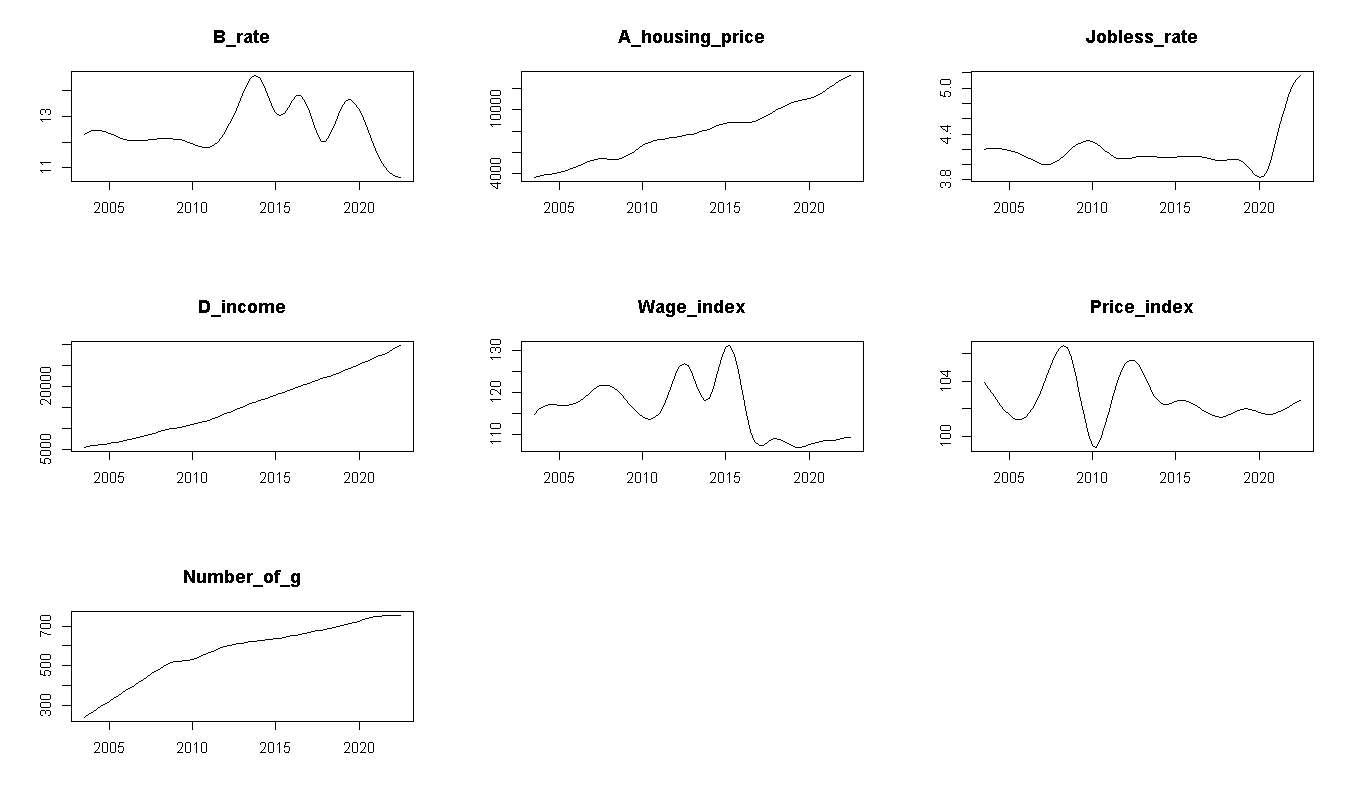 B_rate
13
11
2005 2010 2015 2020
A_housing_price
10000
4000
2005 2010 2015 2020
Jobless_rate
5.0
4.4
3.8
2005 2010 2015 2020
D_income
20000
5000
2005 2010 2015 2020
Wage_index
130
120
110
2005 2010 2015 2020
Price_index
104
100
2005 2010 2015 2020
Number_of_g
700
500
300
2005 2010 2015 2020